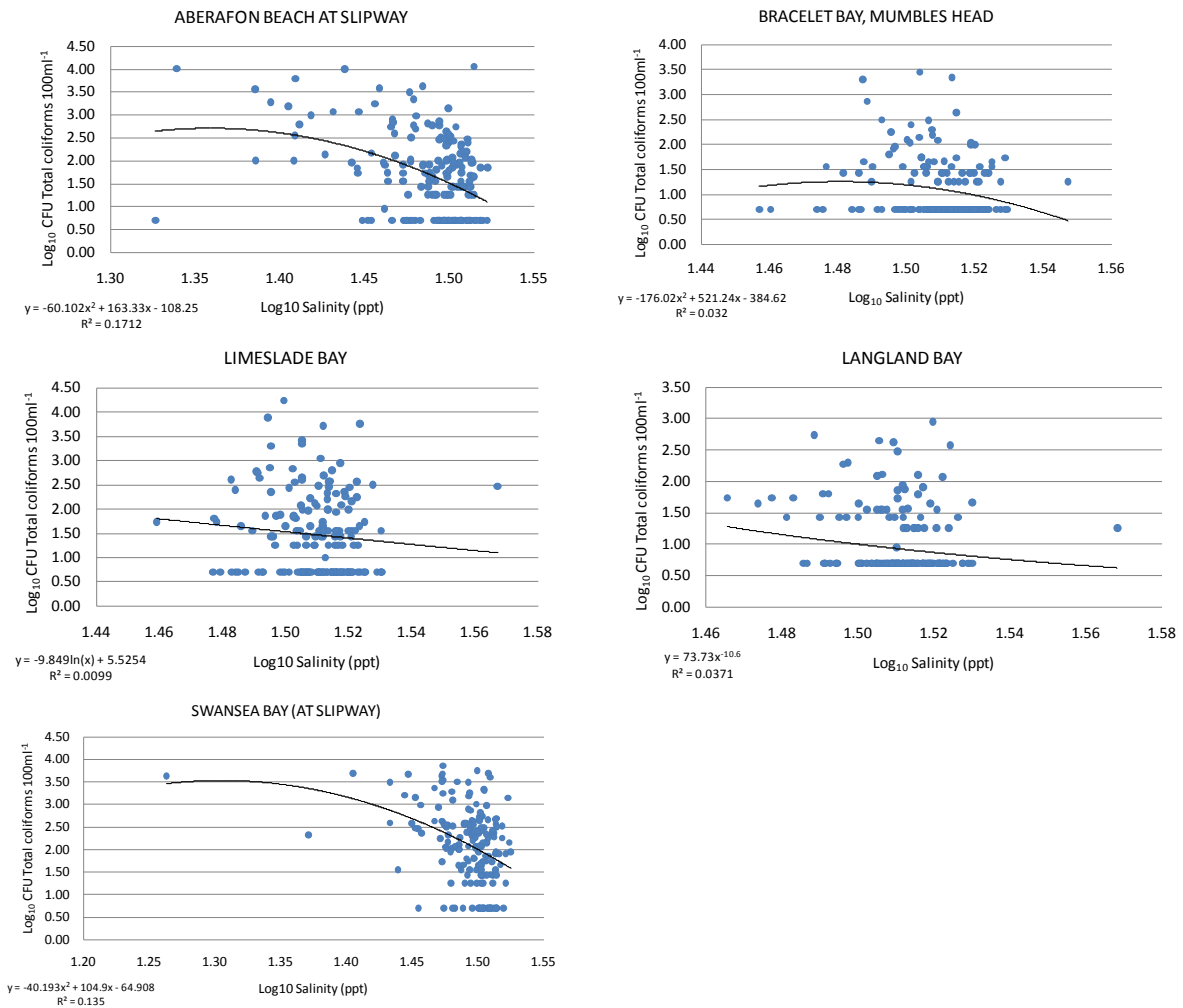 ABERAFON BEACH AT SLIPWAY
Log₁₀ CFU Total coliforms 100ml⁻¹
4.50
4.00
3.50
3.00
2.50
2.00
1.50
1.00
0.50
0.00
1.30 1.35 1.40 1.45 1.50 1.55
Log10 Salinity (ppt)
y = -60.102x² + 163.33x - 108.25
R² = 0.1712
BRACELET BAY, MUMBLES HEAD
Log₁₀ CFU Total coliforms 100ml⁻¹
4.00
3.50
3.00
2.50
2.00
1.50
1.00
0.50
0.00
1.44 1.46 1.48 1.50 1.52 1.54 1.56
Log₁₀ Salinity (ppt)
y = -176.02x² + 521.24x - 384.62
R² = 0.032
LIMESLADE BAY
Log₁₀ CFU Total coliforms 100ml⁻¹
4.50
4.00
3.50
3.00
2.50
2.00
1.50
1.00
0.50
0.00
1.44 1.46 1.48 1.50 1.52 1.54 1.56 1.58
Log10 Salinity (ppt)
y = -9.849ln(x) + 5.5254
R² = 0.0099
LANGLAND BAY
Log₁₀ CFU Total coliforms 100ml⁻¹
3.50
3.00
2.50
2.00
1.50
1.00
0.50
0.00
1.46 1.48 1.50 1.52 1.54 1.56 1.58
Log₁₀ Salinity (ppt)
y = 73.73x⁻¹⁰·⁶
R² = 0.0371
SWANSEA BAY (AT SLIPWAY)
Log₁₀ CFU Total coliforms 100ml⁻¹
4.50
4.00
3.50
3.00
2.50
2.00
1.50
1.00
0.50
0.00
1.20 1.25 1.30 1.35 1.40 1.45 1.50 1.55
Log10 Salinity (ppt)
y = -40.193x² + 104.9x - 64.908
R² = 0.135